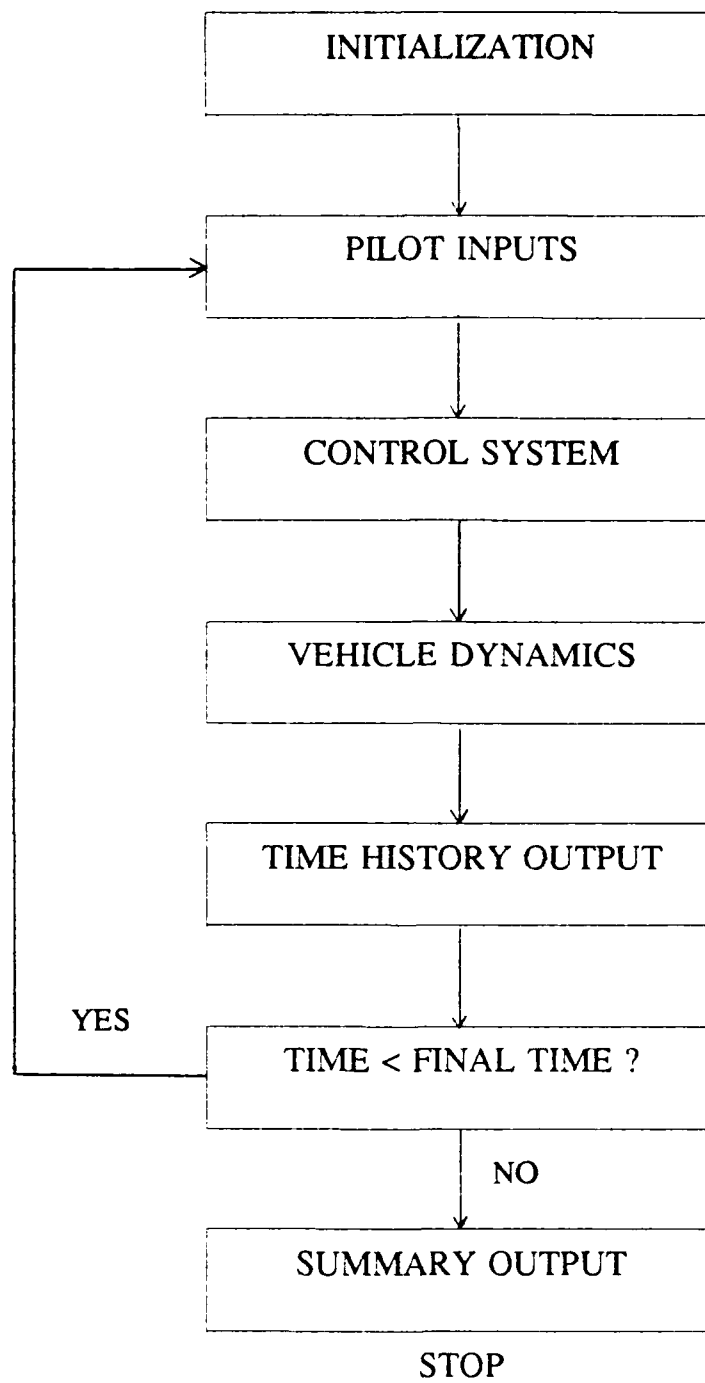 INITIALIZATION
PILOT INPUTS
CONTROL SYSTEM
VEHICLE DYNAMICS
TIME HISTORY OUTPUT
YES
TIME < FINAL TIME ?
NO
SUMMARY OUTPUT
STOP